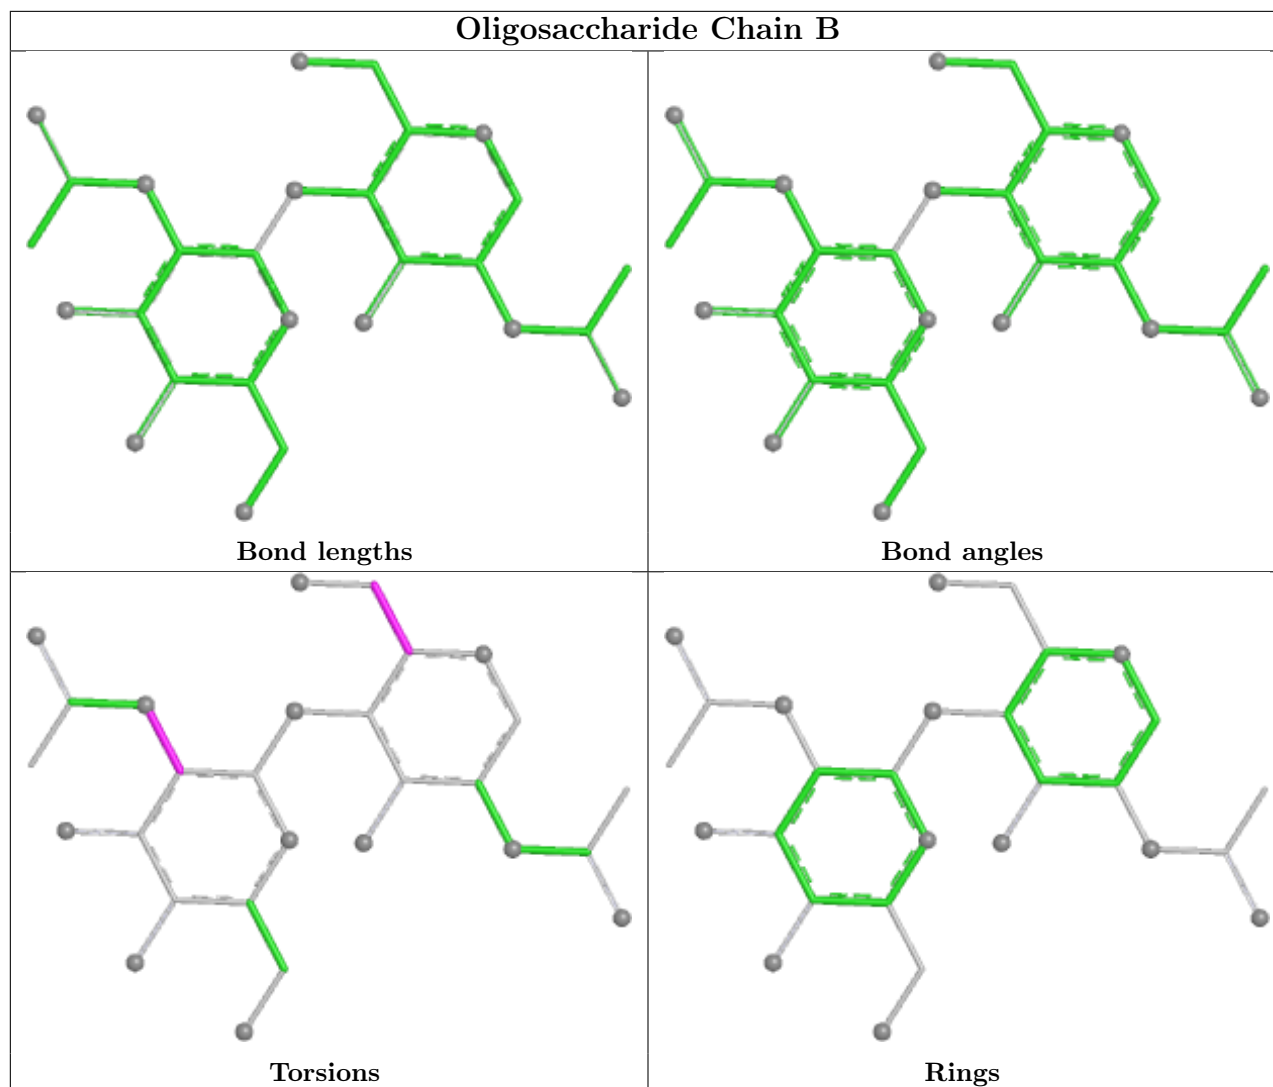 Oligosaccharide Chain B
Bond lengths
Bond angles
Torsions
Rings